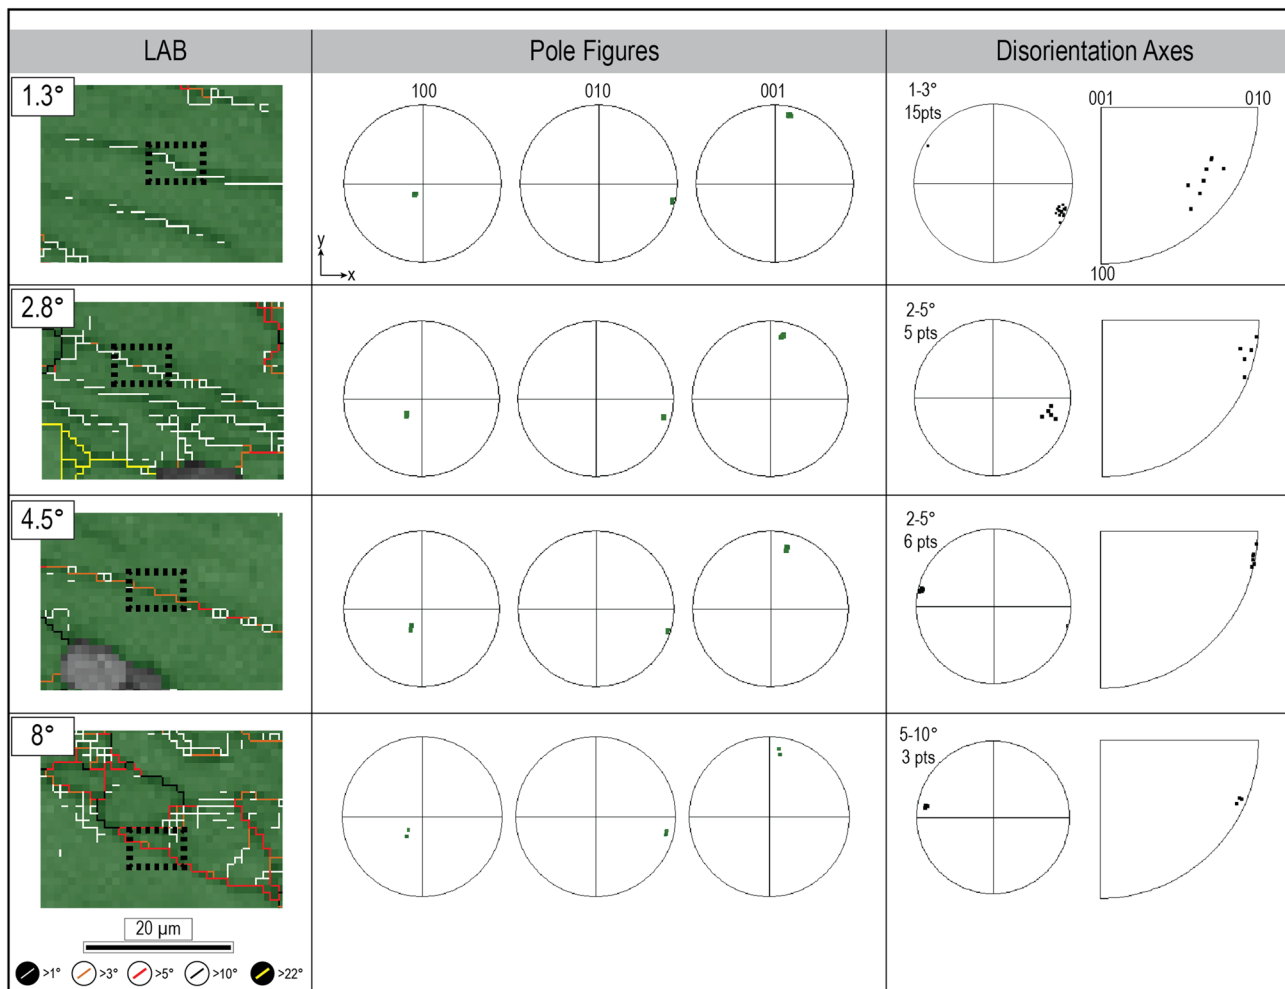 LAB Pole Figures Disorientation Axes
1.3°
100 010 001
1-3°
15pts
001 010
100
y
x
2.8°
2-5°
5 pts
4.5°
2-5°
6 pts
8°
5-10°
3 pts
20 µm
>1° >3° >5° >10° >22°